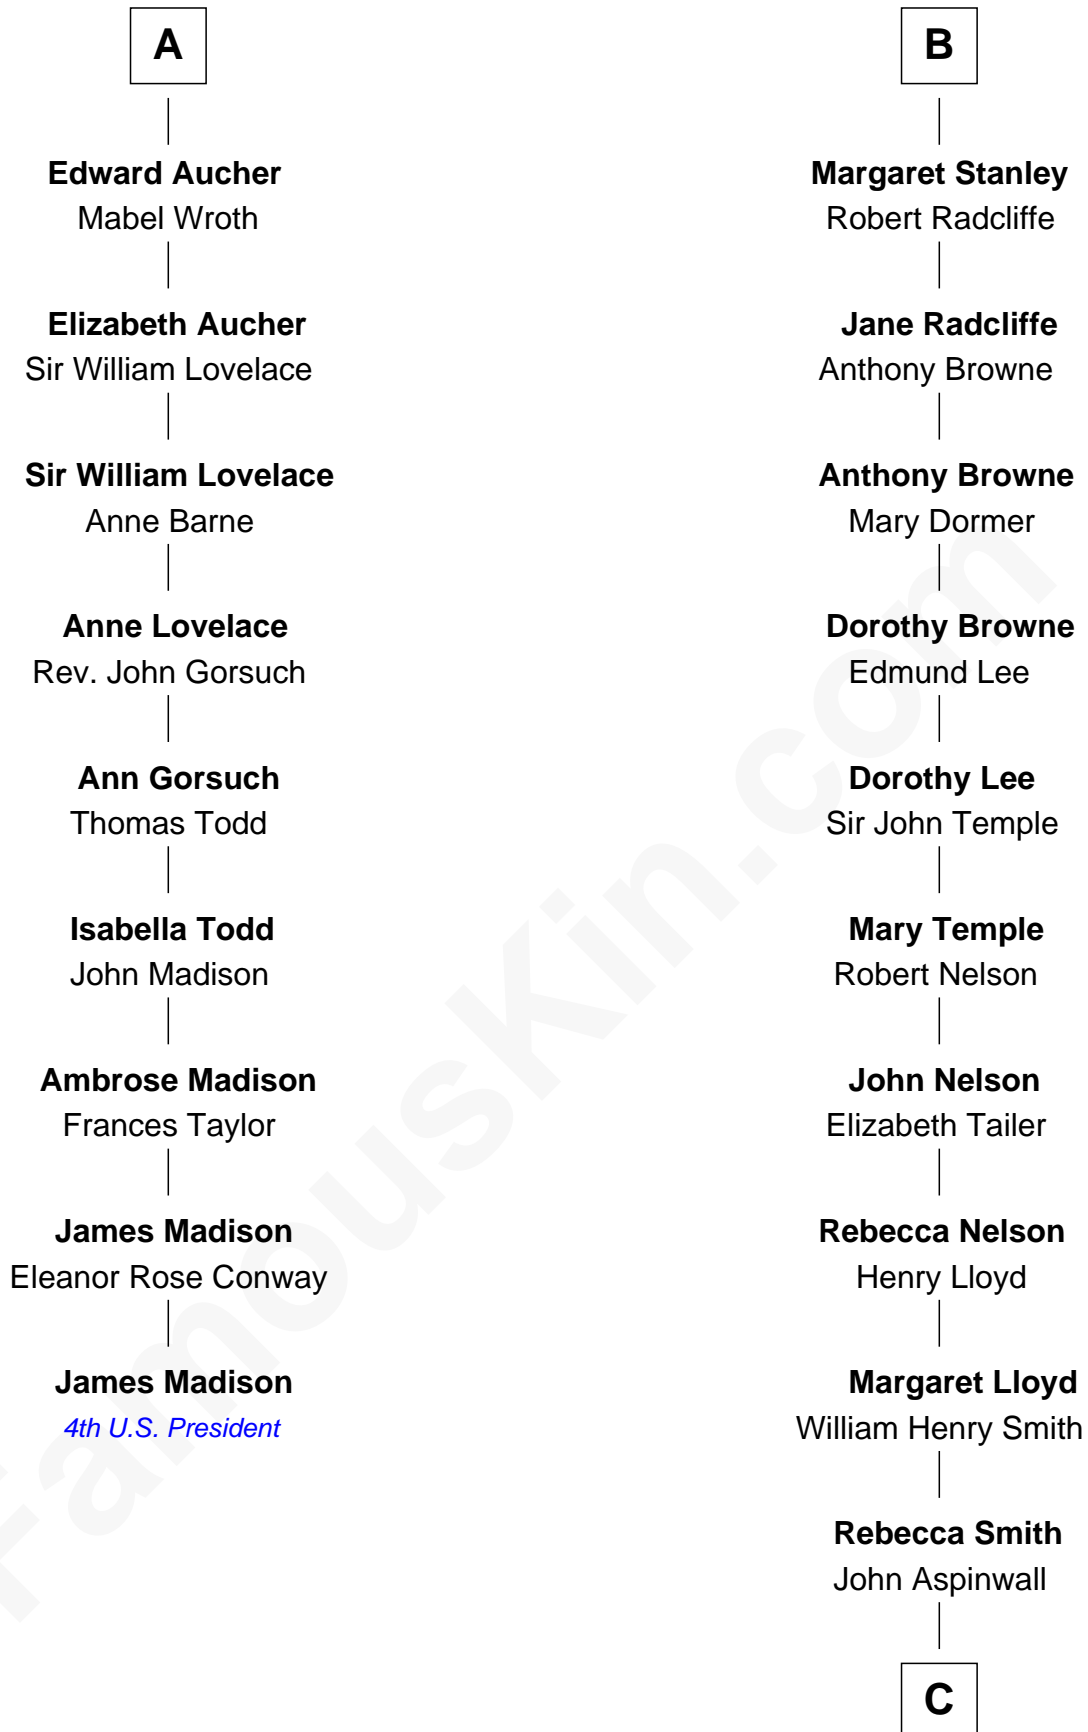 A
Edward Aucher
Mabel Wroth
Elizabeth Aucher
Sir William Lovelace
Sir William Lovelace
Anne Barne
Anne Lovelace
Rev. John Gorsuch
Ann Gorsuch
Thomas Todd
Isabella Todd
John Madison
Ambrose Madison
Frances Taylor
James Madison
Eleanor Rose Conway
James Madison
4th U.S. President
B
Margaret Stanley
Robert Radcliffe
Jane Radcliffe
Anthony Browne
Anthony Browne
Mary Dormer
Dorothy Browne
Edmund Lee
Dorothy Lee
Sir John Temple
Mary Temple
Robert Nelson
John Nelson
Elizabeth Tailer
Rebecca Nelson
Henry Lloyd
Margaret Lloyd
William Henry Smith
Rebecca Smith
John Aspinwall
C
FamousKin.com